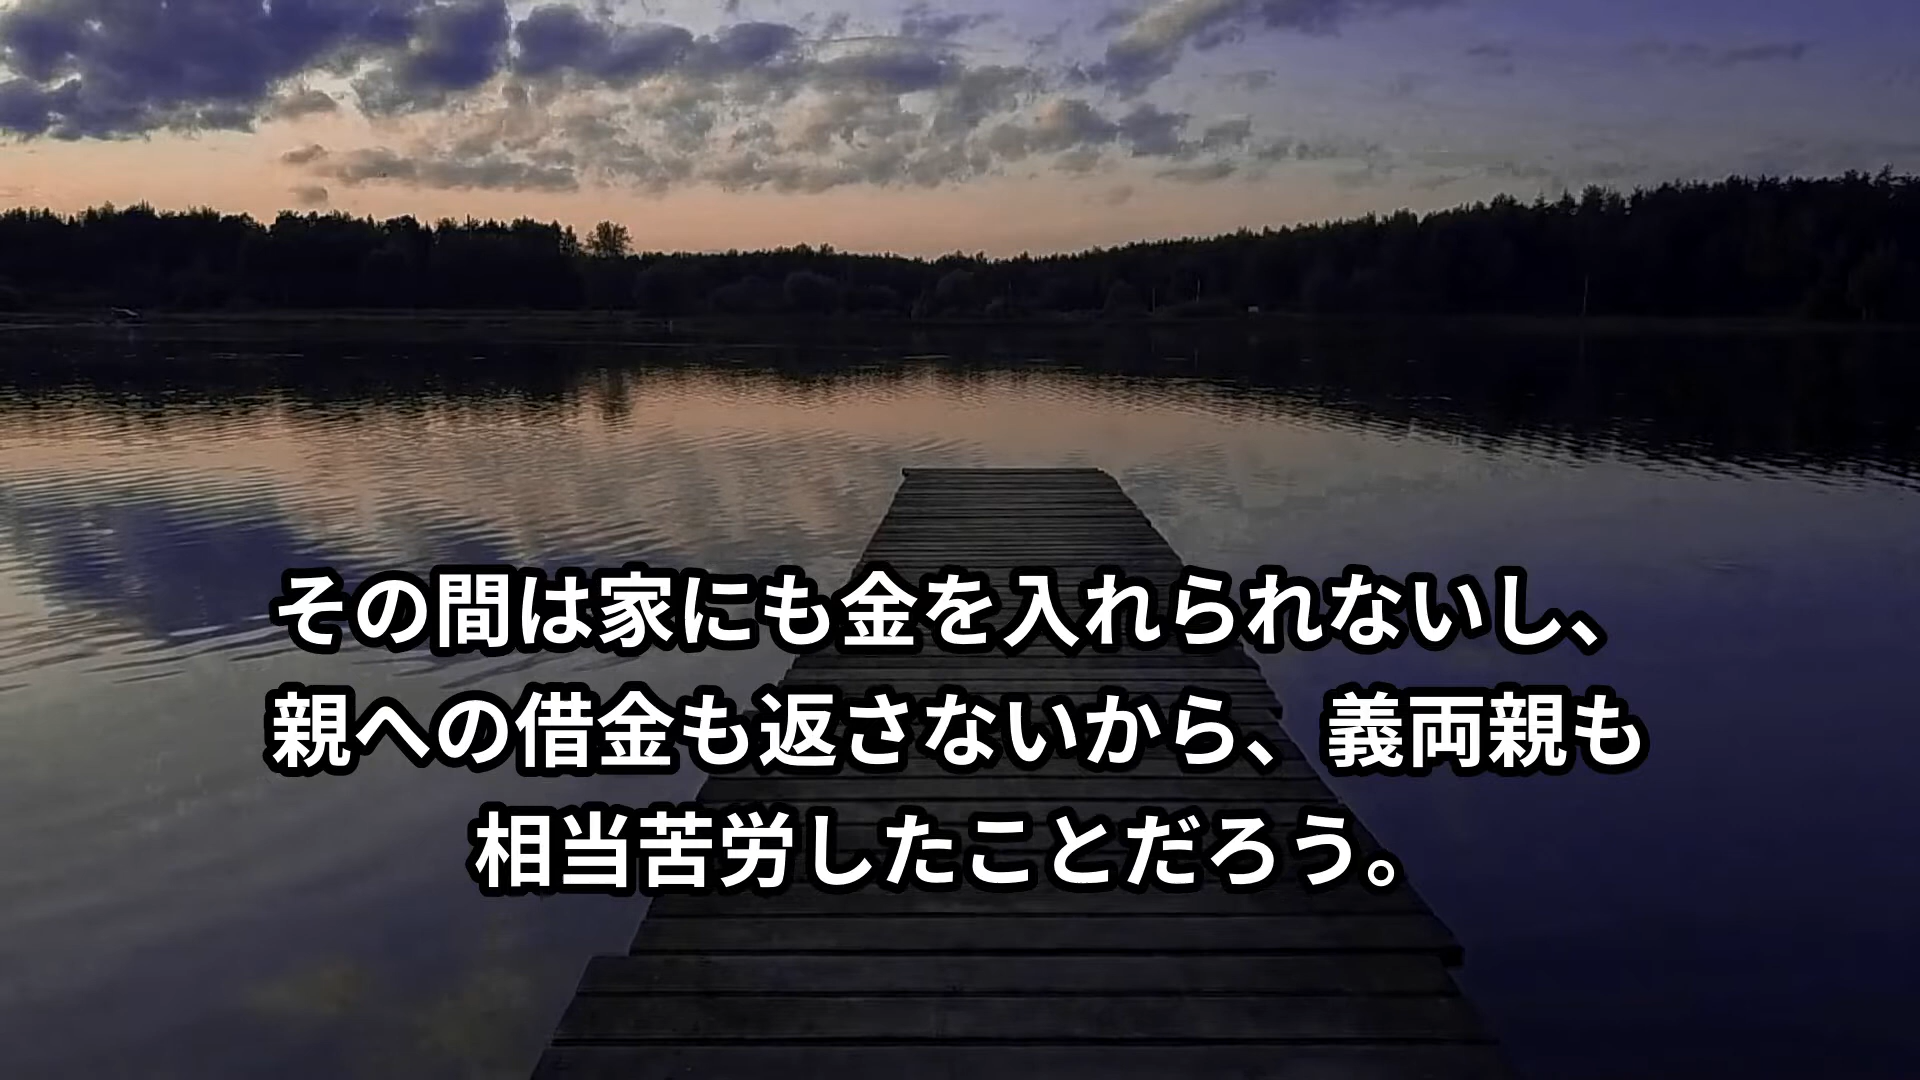 その間は家にも金を入れられないし、
親への借金も返さないから、義両親も
相当苦労したことだろう。